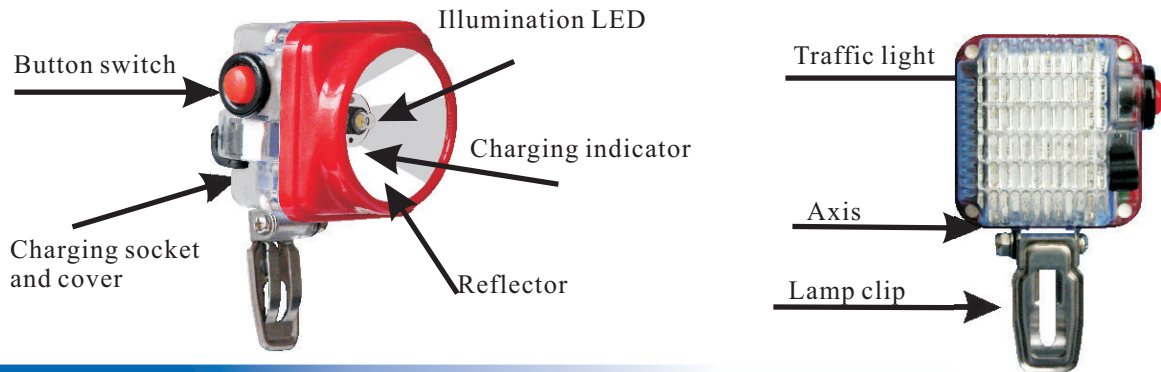 Illumination LED
Button switch
Charging indicator
Charging socket
and cover
Reflector
Traffic light
Axis
Lamp clip